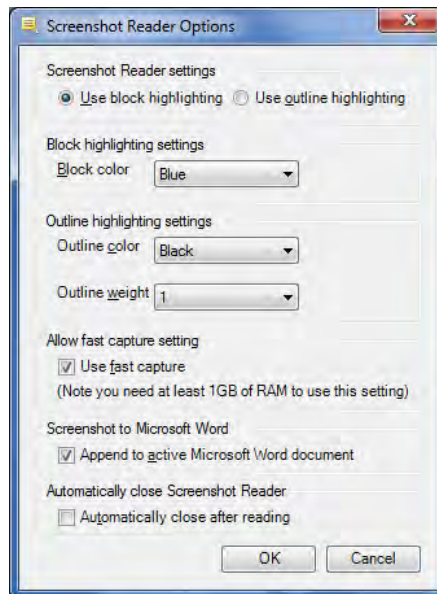 Screenshot Reader Options
Screenshot Reader settings
Use block highlighting Use outline highlighting
Block highlighting settings
Block color Blue
Outline highlighting settings
Outline color Black
Outline weight 1
Allow fast capture setting
Use fast capture
(Note you need at least 1GB of RAM to use this setting)
Screenshot to Microsoft Word
Append to active Microsoft Word document
Automatically close Screenshot Reader
Automatically close after reading
OK Cancel